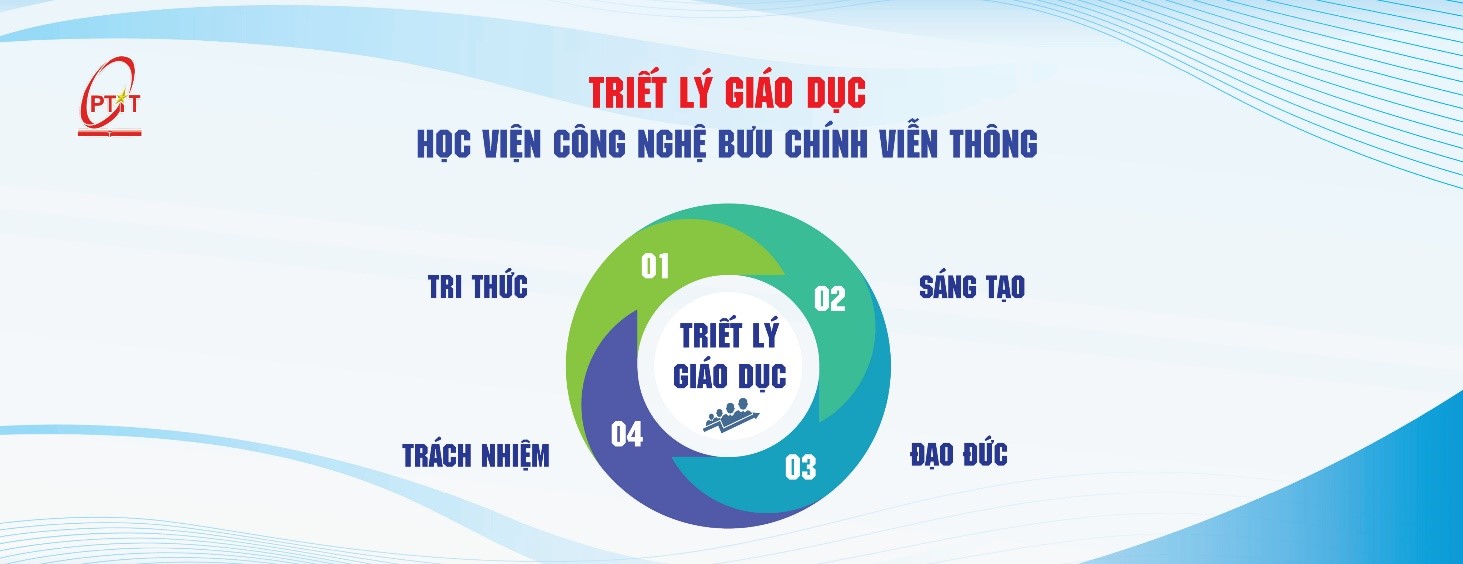 PTIT
TRIẾT LÝ GIÁO DỤC
HỌC VIỆN CÔNG NGHỆ BƯU CHÍNH VIỄN THÔNG
01
TRI THỨC
02
SÁNG TẠO
TRIẾT LÝ
GIÁO DỤC
04
TRÁCH NHIỆM
03
ĐẠO ĐỨC